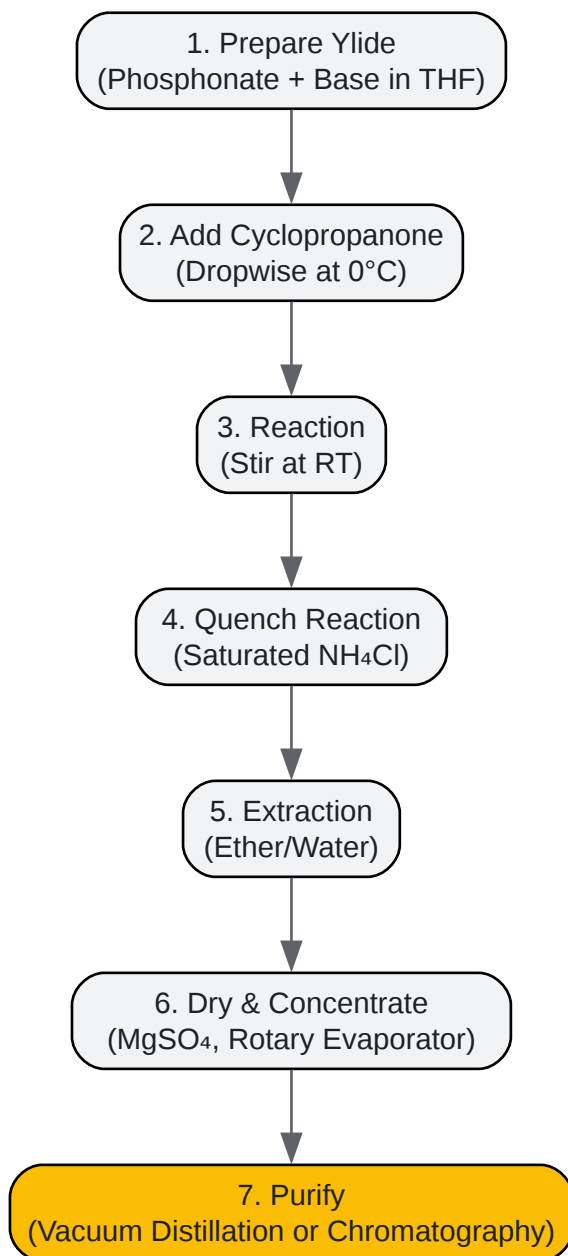 1. Prepare Ylide
(Phosphonate + Base in THF)
2. Add Cyclopropanone
(Dropwise at 0°C)
3. Reaction
(Stir at RT)
4. Quench Reaction
(Saturated NH₄Cl)
5. Extraction
(Ether/Water)
6. Dry & Concentrate
(MgSO₄, Rotary Evaporator)
7. Purify
(Vacuum Distillation or Chromatography)